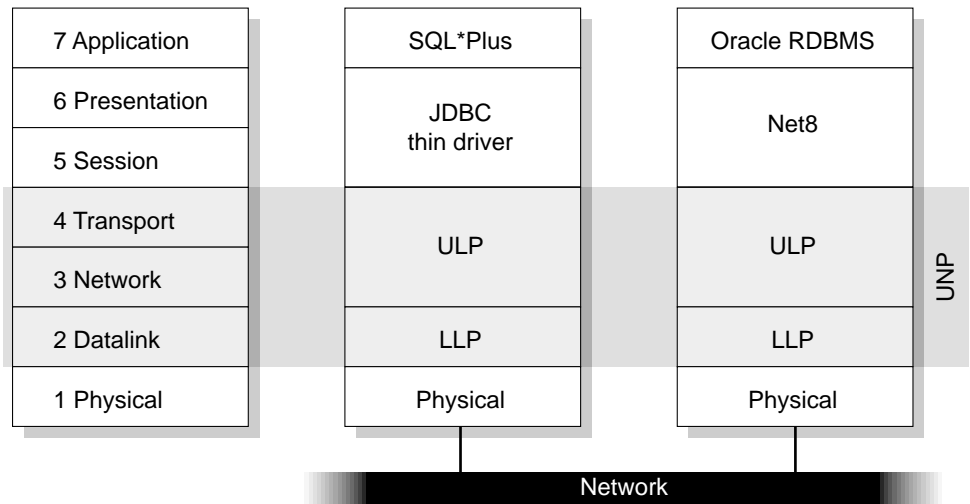 7 Application
6 Presentation
5 Session
4 Transport
3 Network
2 Datalink
1 Physical
SQL*Plus
JDBC
thin driver
ULP
LLP
Physical
Oracle RDBMS
Net8
ULP
LLP
Physical
UNP
Network